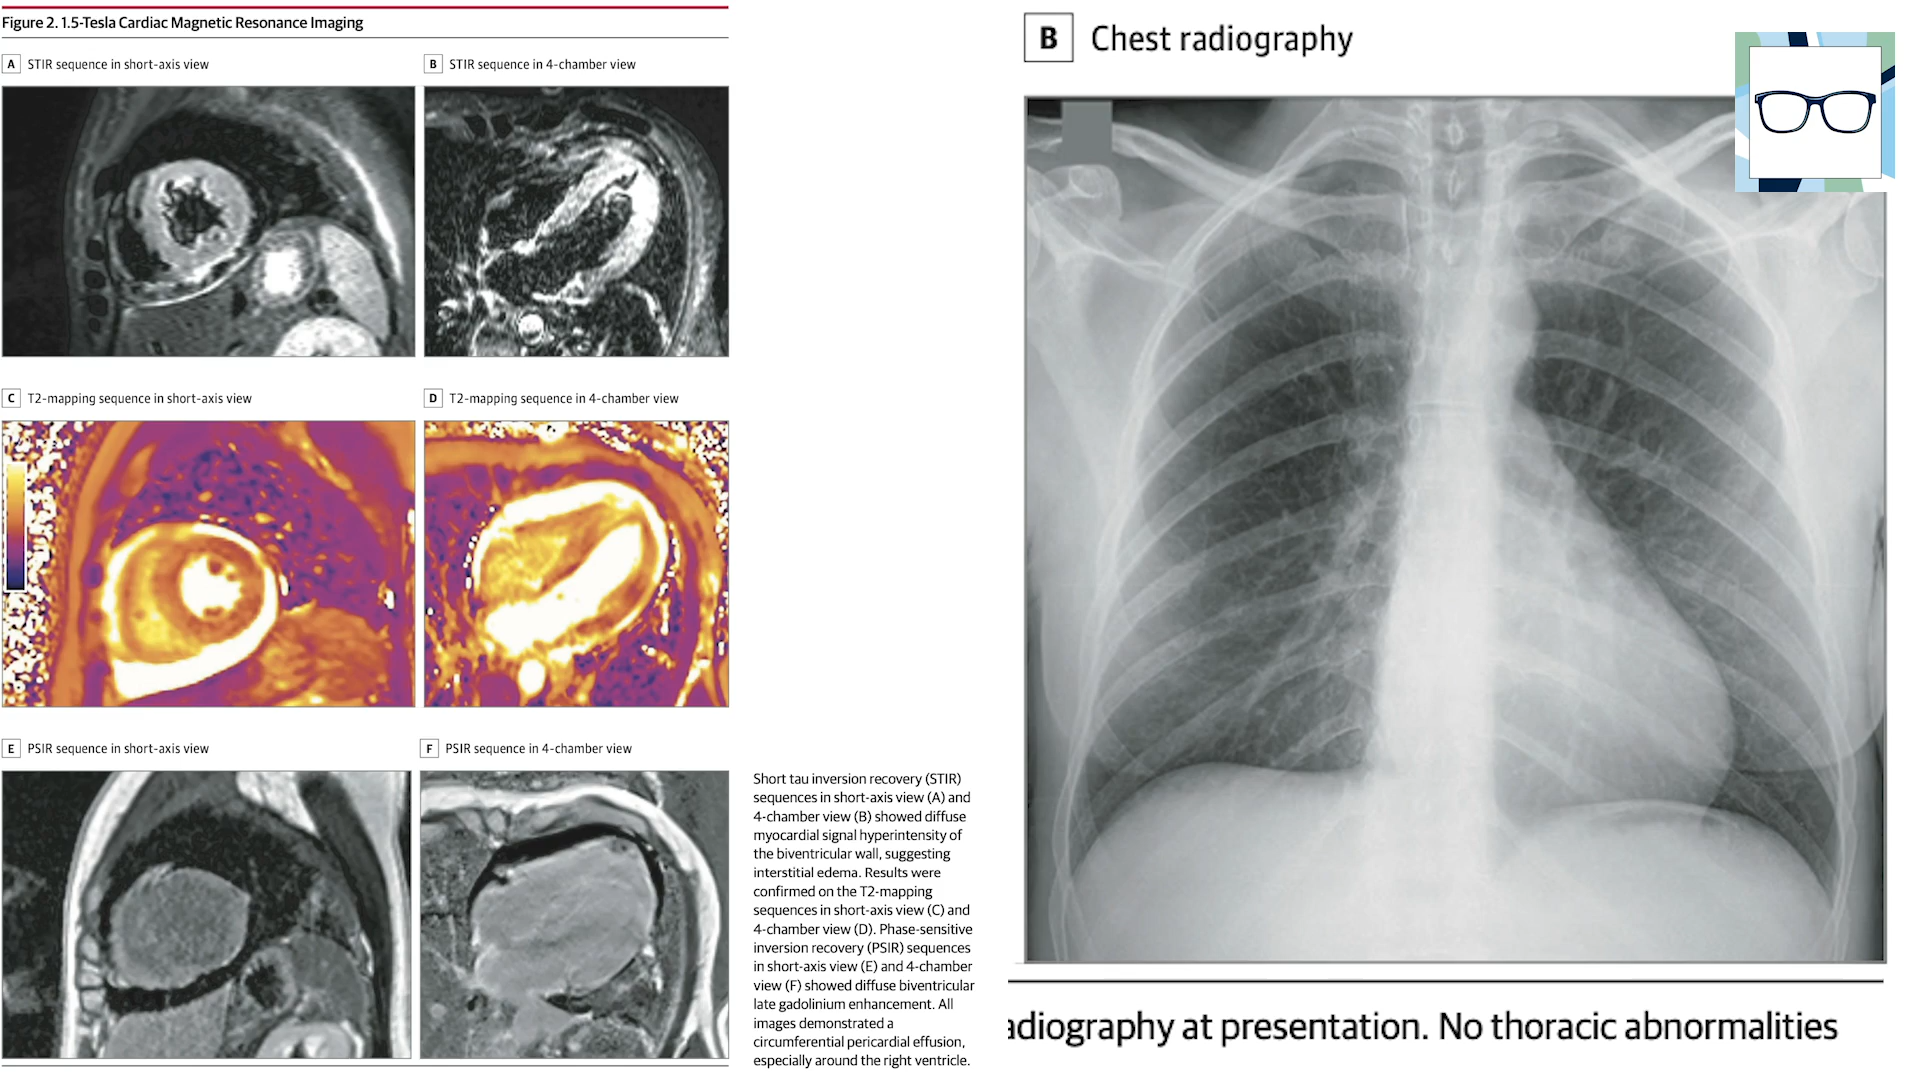 Figure 2. 1.5-Tesla Cardiac Magnetic Resonance Imaging
A STIR sequence in short-axis view
B STIR sequence in 4-chamber view
C T2-mapping sequence in short-axis view
D T2-mapping sequence in 4-chamber view
E PSIR sequence in short-axis view
F PSIR sequence in 4-chamber view
Short tau inversion recovery (STIR)
sequences in short-axis view (A) and
4-chamber view (B) showed diffuse
myocardial signal hyperintensity of
the biventricular wall, suggesting
interstitial edema. Results were
confirmed on the T2-mapping
sequences in short-axis view (C) and
4-chamber view (D). Phase-sensitive
inversion recovery (PSIR) sequences
in short-axis view (E) and 4-chamber
view (F) showed diffuse biventricular
late gadolinium enhancement. All
images demonstrated a
circumferential pericardial effusion,
especially around the right ventricle.
B Chest radiography
adiography at presentation. No thoracic abnormalities